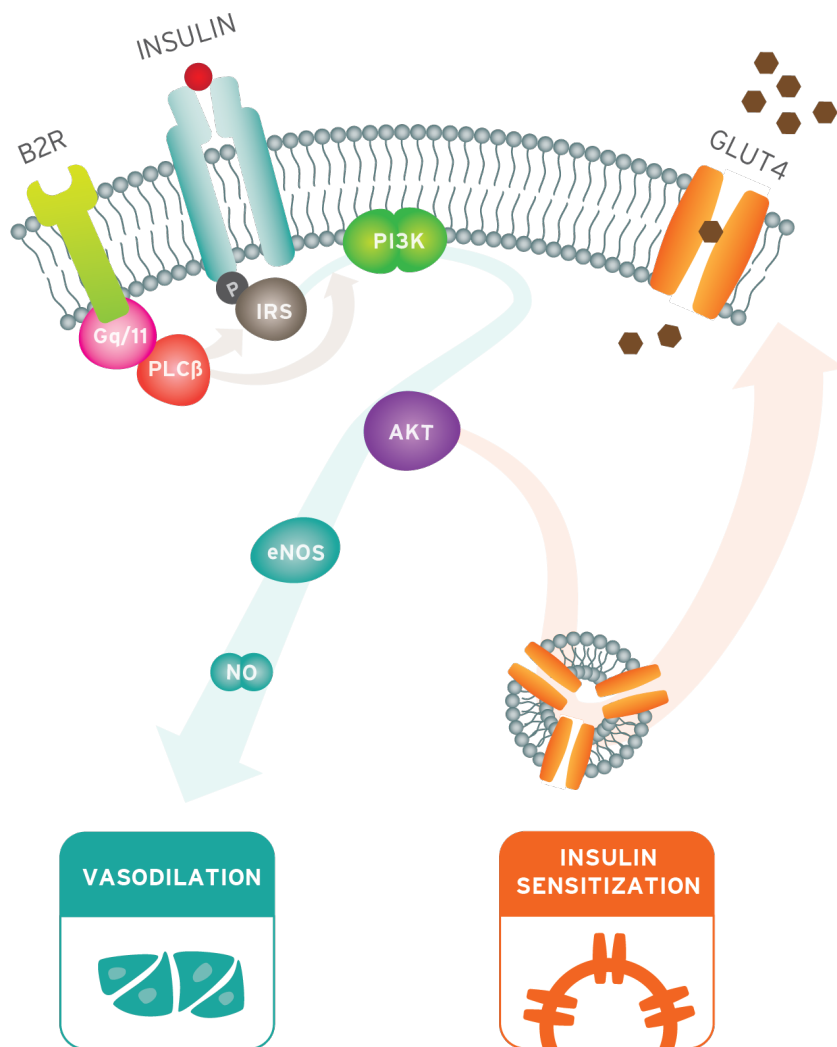 INSULIN
B2R
GLUT4
PI3K
P
IRS
Gq/11
PLCβ
AKT
eNOS
NO
VASODILATION
INSULIN
SENSITIZATION